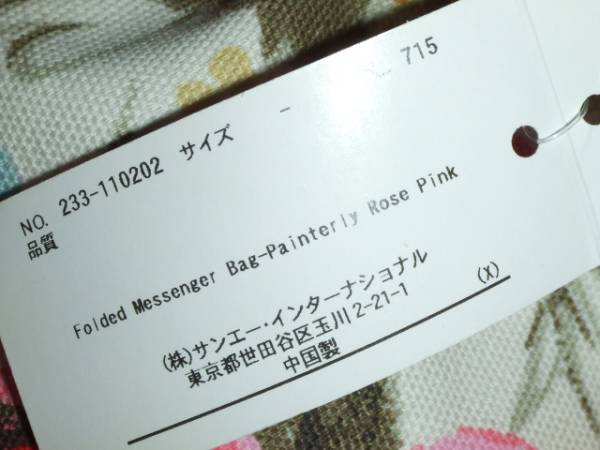 NO. 233-110202 サイズ - 715
品質
Folded Messenger Bag-Painterly Rose Pink
(株)サンエー・インターナショナル
東京都世田谷区玉川2-21-1 (X)
中国製